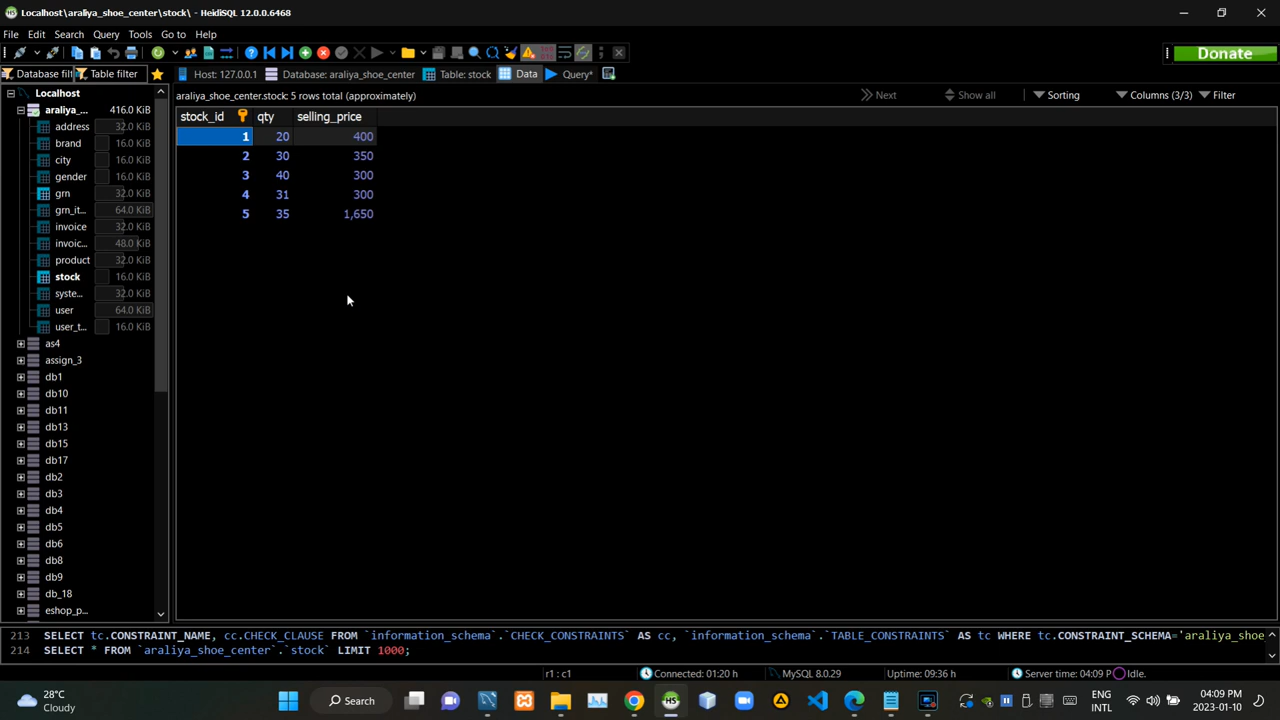 Localhost\araliya_shoe_center\stock\ - HeidiSQL 12.0.0.6468
File Edit Search Query Tools Go to Help
Donate
Database filt Table filter Host: 127.0.0.1 Database: araliya_shoe_center Table: stock Data Query*
araliya_shoe_center.stock: 5 rows total (approximately) Next Show all Sorting Columns (3/3) Filter
Localhost
araliya_... 416.0 KiB
address 32.0 KiB
brand 16.0 KiB
city 16.0 KiB
gender 16.0 KiB
grn 32.0 KiB
grn_it... 64.0 KiB
invoice 32.0 KiB
invoic... 48.0 KiB
product 32.0 KiB
stock 16.0 KiB
syste... 32.0 KiB
user 64.0 KiB
user_t... 16.0 KiB
as4
assign_3
db1
db10
db11
db13
db15
db17
db2
db3
db4
db5
db6
db8
db9
db_18
eshop_p...
stock_id qty selling_price
1 20 400
2 30 350
3 40 300
4 31 300
5 35 1,650
213 SELECT tc.CONSTRAINT_NAME, cc.CHECK_CLAUSE FROM `information_schema`.`CHECK_CONSTRAINTS` AS cc, `information_schema`.`TABLE_CONSTRAINTS` AS tc WHERE tc.CONSTRAINT_SCHEMA='araliya_shoe
214 SELECT * FROM `araliya_shoe_center`.`stock` LIMIT 1000;
r1 : c1 Connected: 01:20 h MySQL 8.0.29 Uptime: 09:36 h Server time: 04:09 P Idle.
28°C
Cloudy
Search
ENG
INTL
04:09 PM
2023-01-10